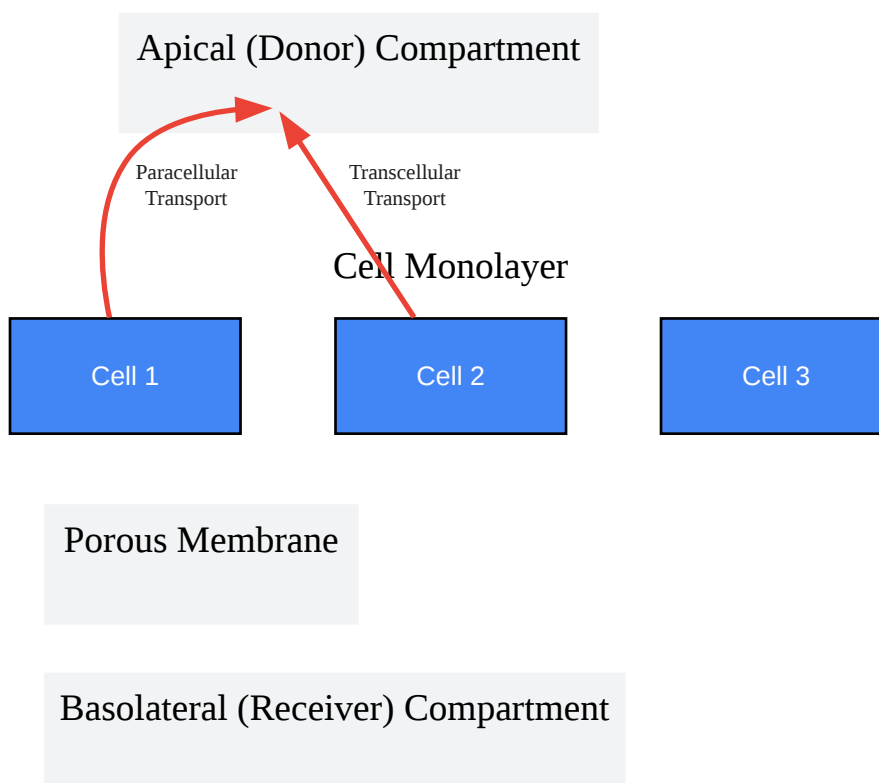 Apical (Donor) Compartment
Paracellular
Transport
Transcellular
Transport
Cell Monolayer
Cell 1
Cell 2
Cell 3
Porous Membrane
Basolateral (Receiver) Compartment